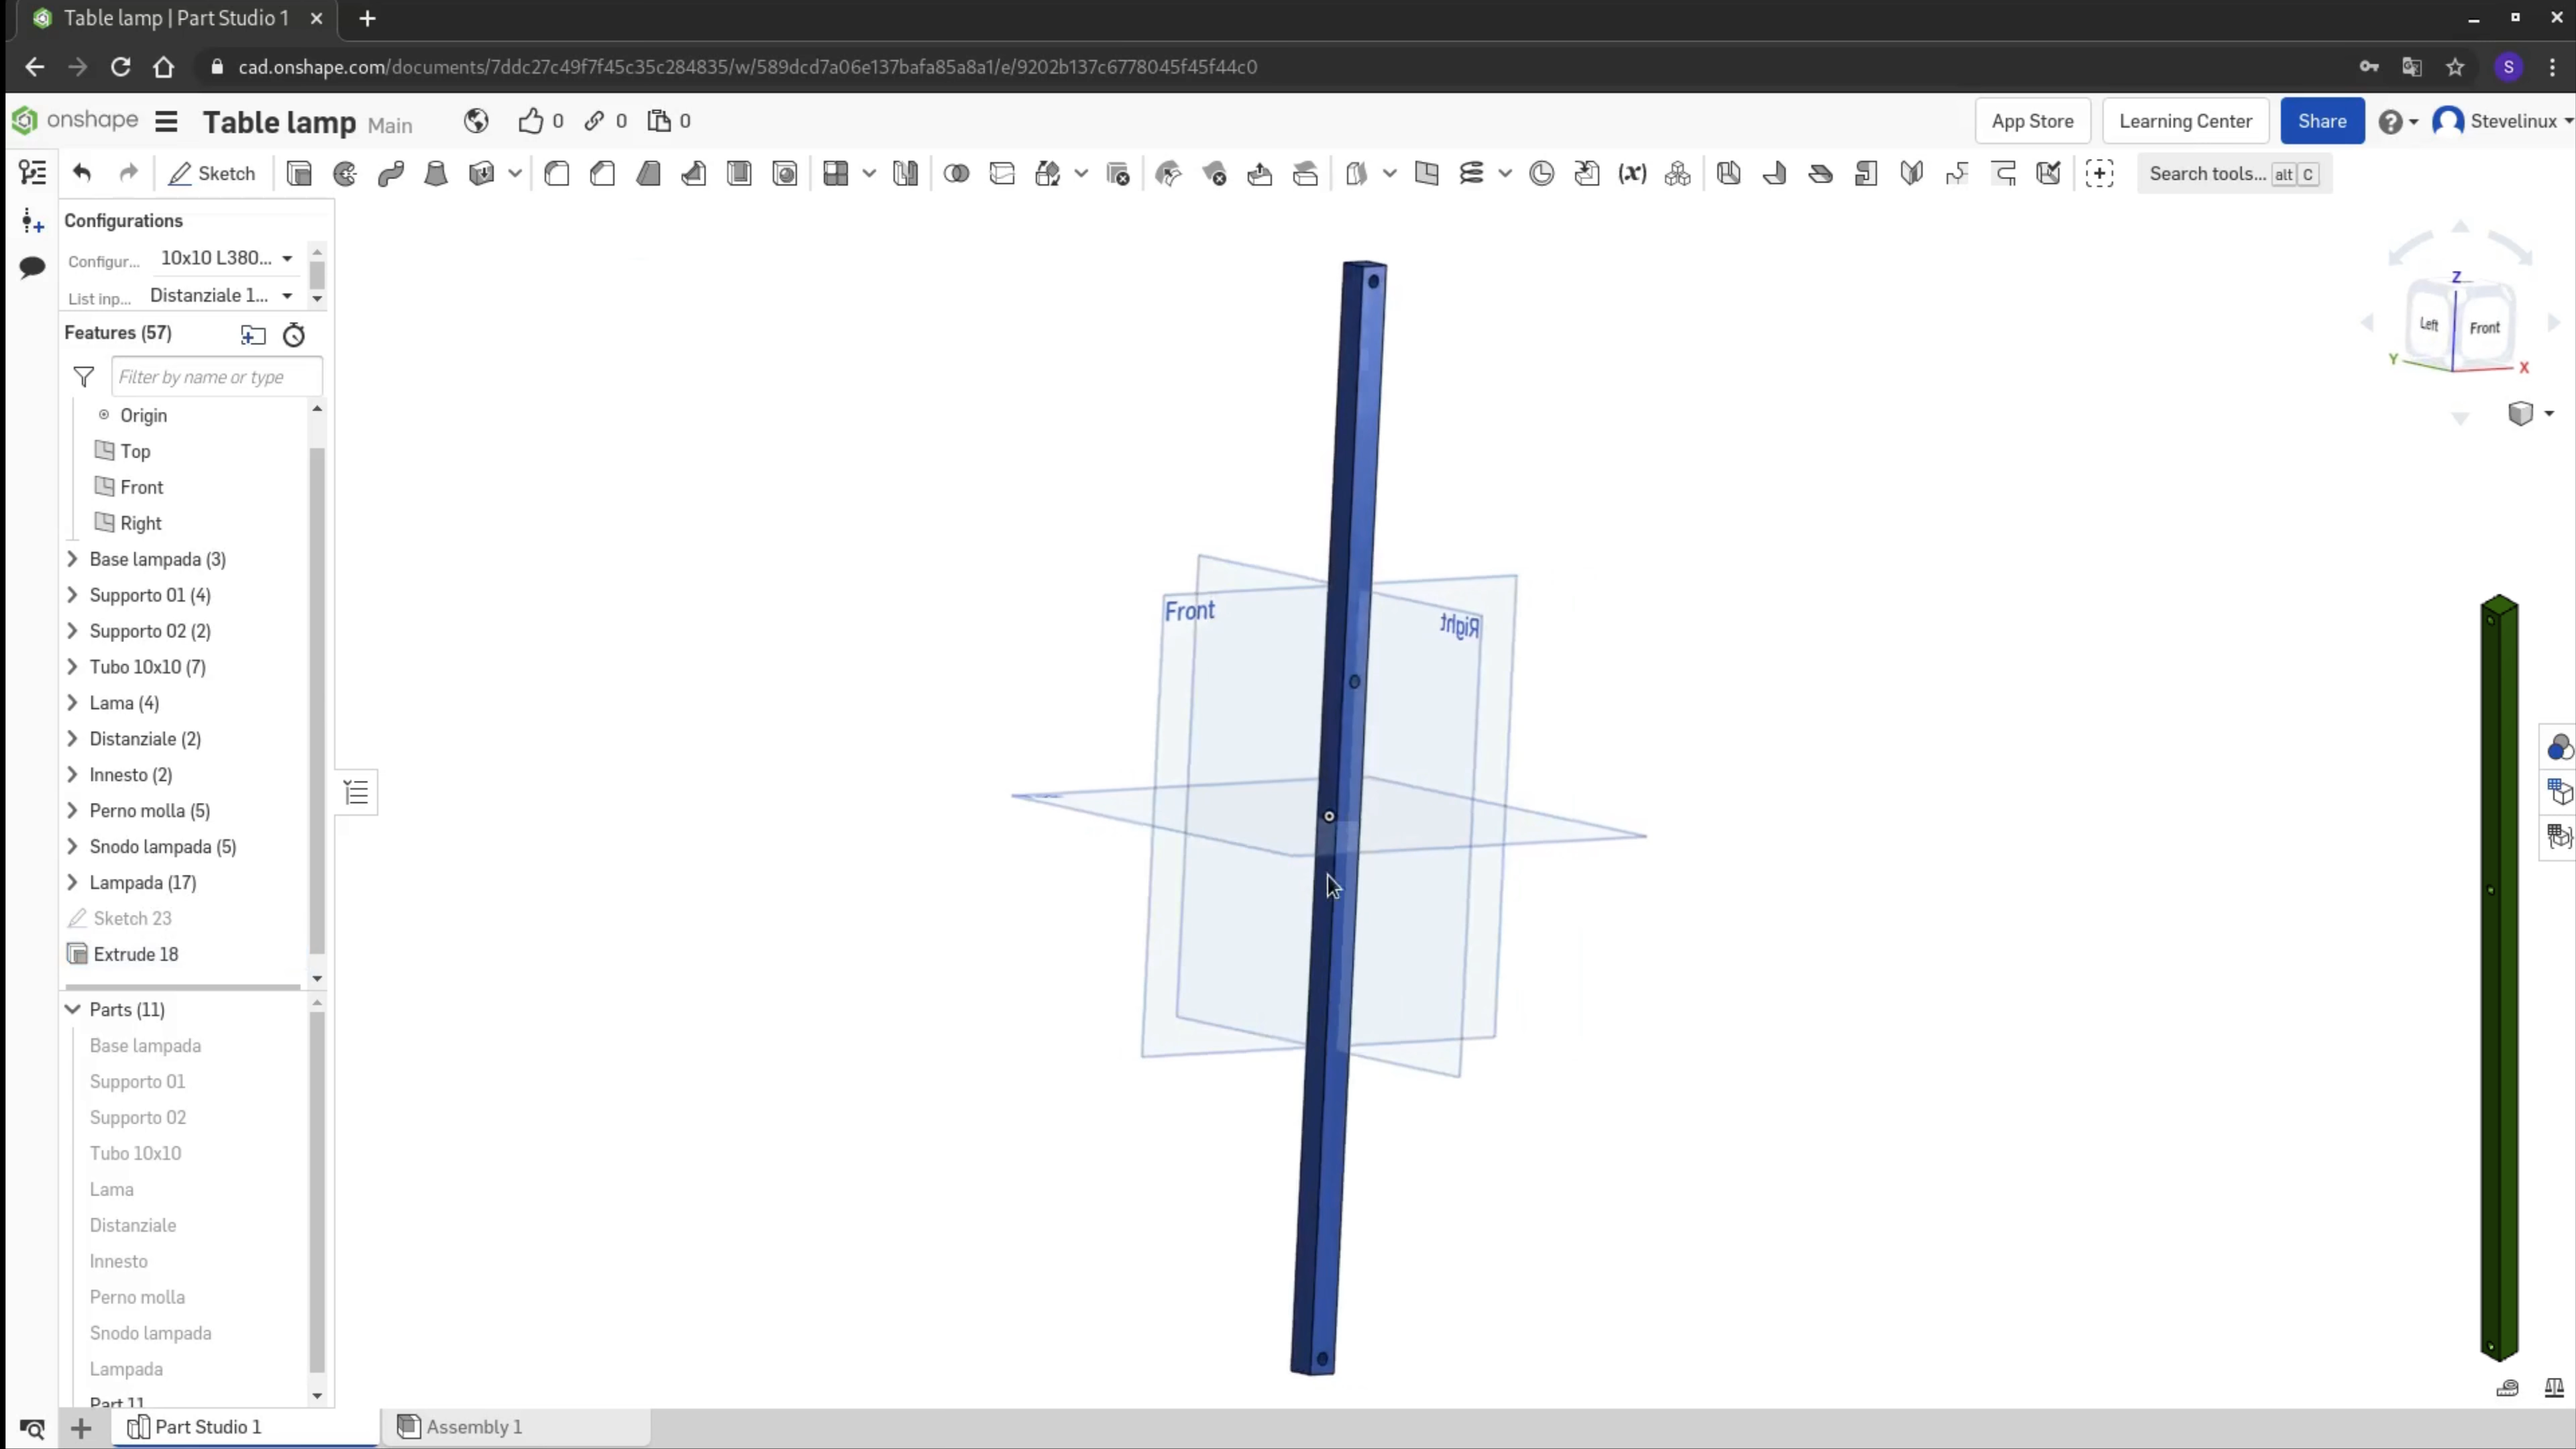 Table lamp | Part Studio 1
cad.onshape.com/documents/7ddc27c49f7f45c35c284835/w/589dcd7a06e137bafa85a8a1/e/9202b137c6778045f45f44c0
S
onshape
Table lamp Main
0
0
0
App Store
Learning Center
Share
Stevelinux
Sketch
(x)
Search tools... alt C
Configurations
Configur... 10x10 L380...
List inp... Distanziale 1...
Features (57)
Filter by name or type
Origin
Top
Front
Right
Base lampada (3)
Supporto 01 (4)
Supporto 02 (2)
Tubo 10x10 (7)
Lama (4)
Distanziale (2)
Innesto (2)
Perno molla (5)
Snodo lampada (5)
Lampada (17)
Sketch 23
Extrude 18
Parts (11)
Base lampada
Supporto 01
Supporto 02
Tubo 10x10
Lama
Distanziale
Innesto
Perno molla
Snodo lampada
Lampada
Part 11
Front
Right
Z
Left
Front
Y
X
Part Studio 1
Assembly 1